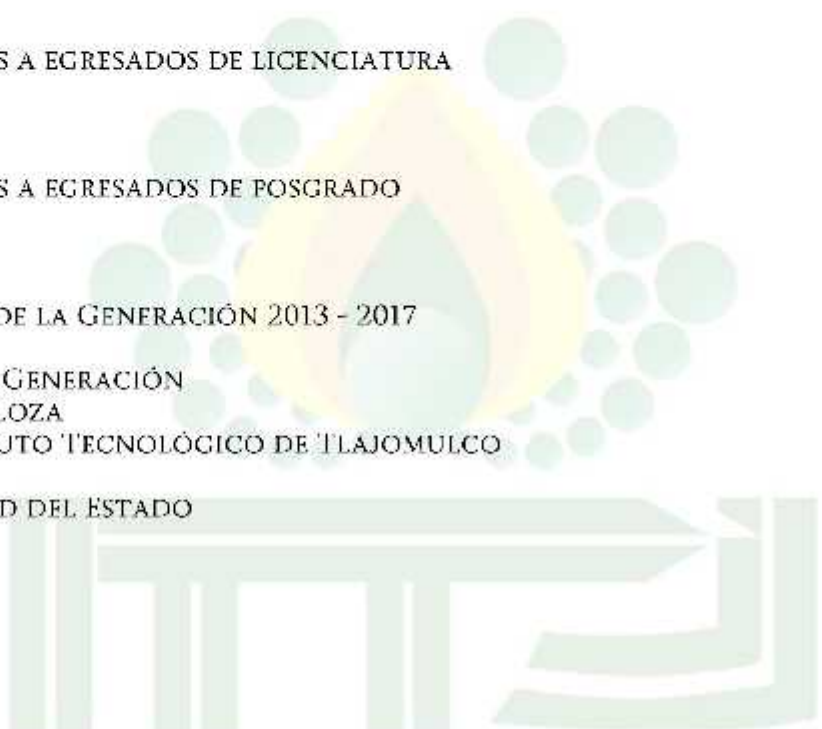 S A EGRESADOS DE LICENCIATURA
S A EGRESADOS DE POSGRADO
DE LA GENERACIÓN 2013 - 2017
GENERACIÓN
LOZA
UTO TECNOLÓGICO DE TLAJOMULCO
D DEL ESTADO